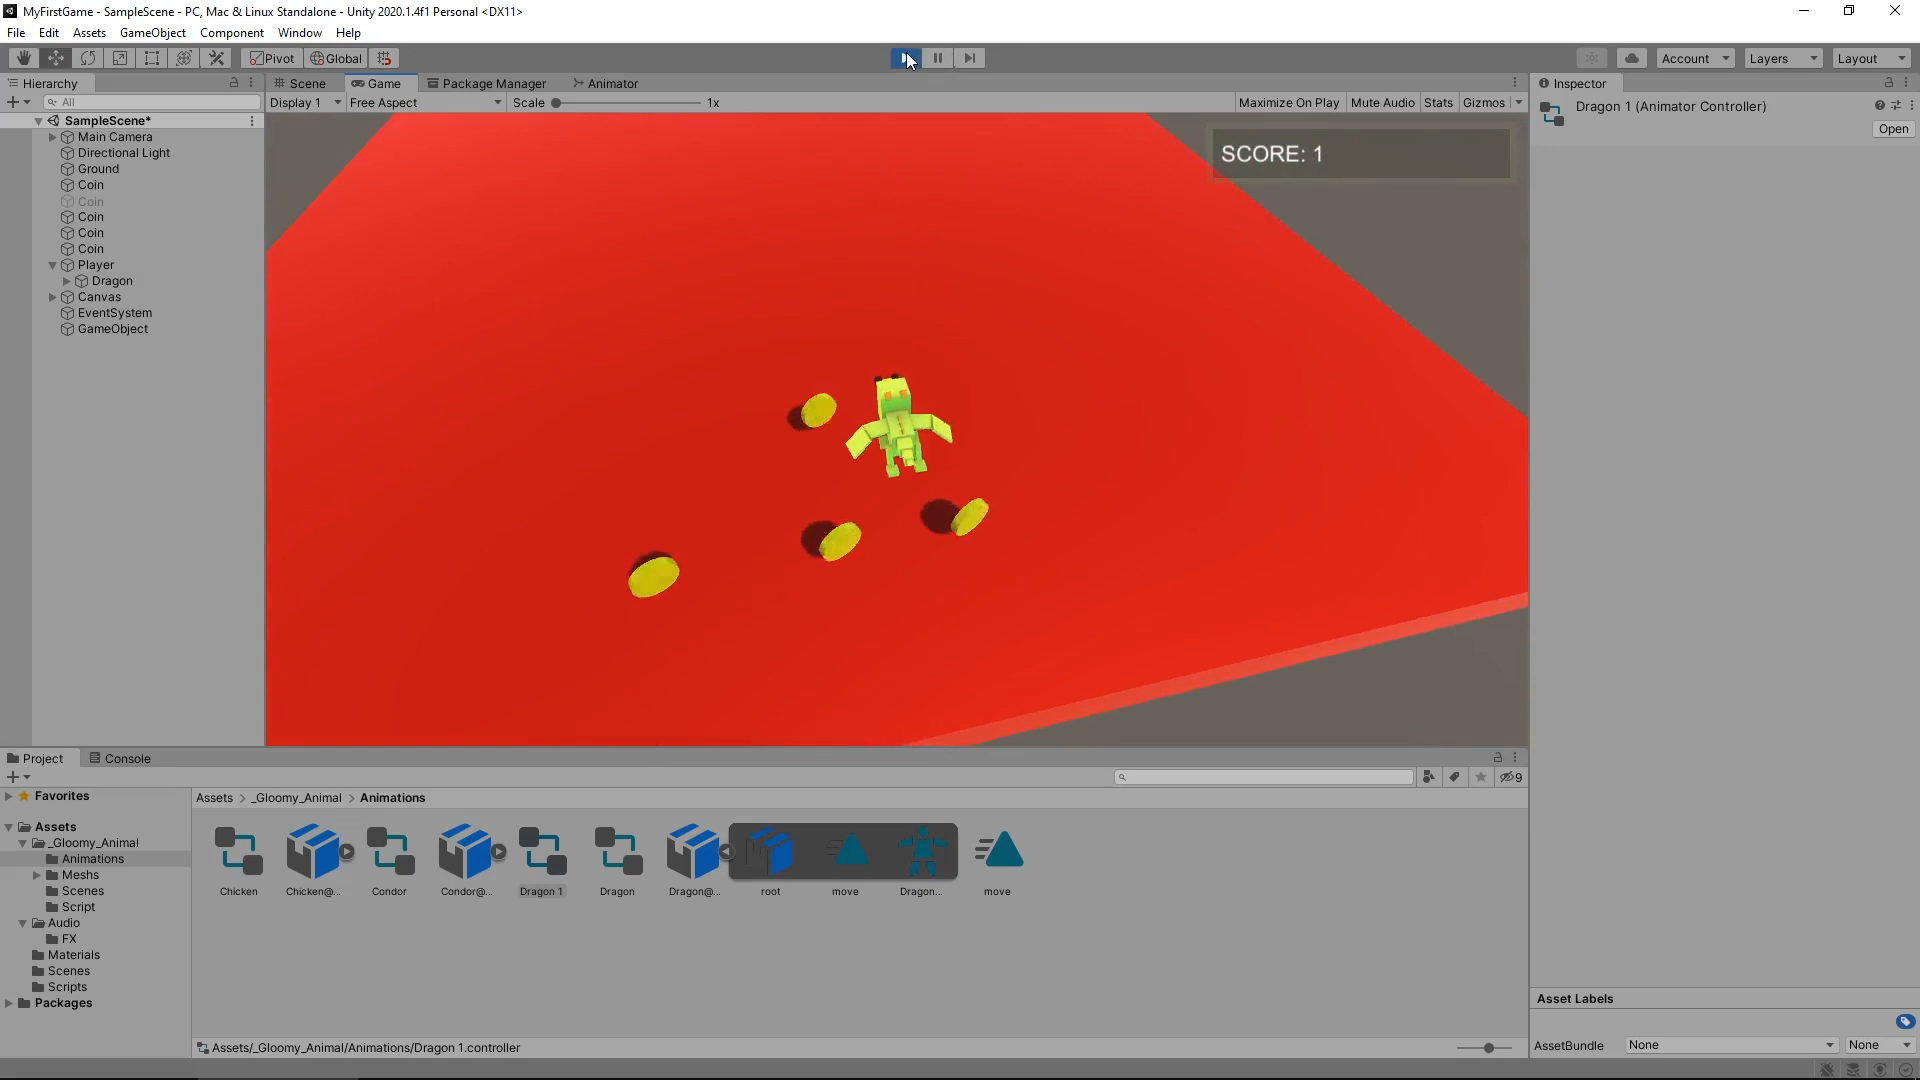 MyFirstGame - SampleScene - PC, Mac & Linux Standalone - Unity 2020.1.4f1 Personal <DX11>
File Edit Assets GameObject Component Window Help
Pivot Global Account Layers Layout
Hierarchy
All
SampleScene*
Main Camera
Directional Light
Ground
Coin
Coin
Coin
Coin
Coin
Player
Dragon
Canvas
EventSystem
GameObject
Scene Game Package Manager Animator
Display 1 Free Aspect Scale 1x Maximize On Play Mute Audio Stats Gizmos
SCORE: 1
Inspector
Dragon 1 (Animator Controller)
Open
Project Console
9
Favorites
Assets
_Gloomy_Animal
Animations
Meshs
Scenes
Script
Audio
FX
Materials
Scenes
Scripts
Packages
Assets > _Gloomy_Animal > Animations
Chicken Chicken@... Condor Condor@... Dragon 1 Dragon Dragon@... root move Dragon... move
Assets/_Gloomy_Animal/Animations/Dragon 1.controller
Asset Labels
AssetBundle None None